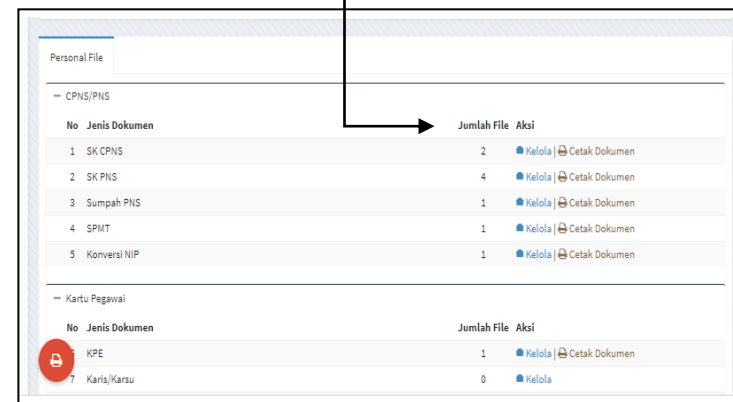 Personal File
CPNS/PNS
No Jenis Dokumen Jumlah File Aksi
1 SK CPNS 2 Kelola | Cetak Dokumen
2 SK PNS 4 Kelola | Cetak Dokumen
3 Sumpah PNS 1 Kelola | Cetak Dokumen
4 SPMT 1 Kelola | Cetak Dokumen
5 Konversi NIP 1 Kelola | Cetak Dokumen
Kartu Pegawai
No Jenis Dokumen Jumlah File Aksi
KPE 1 Kelola | Cetak Dokumen
7 Karis/Karsu 0 Kelola